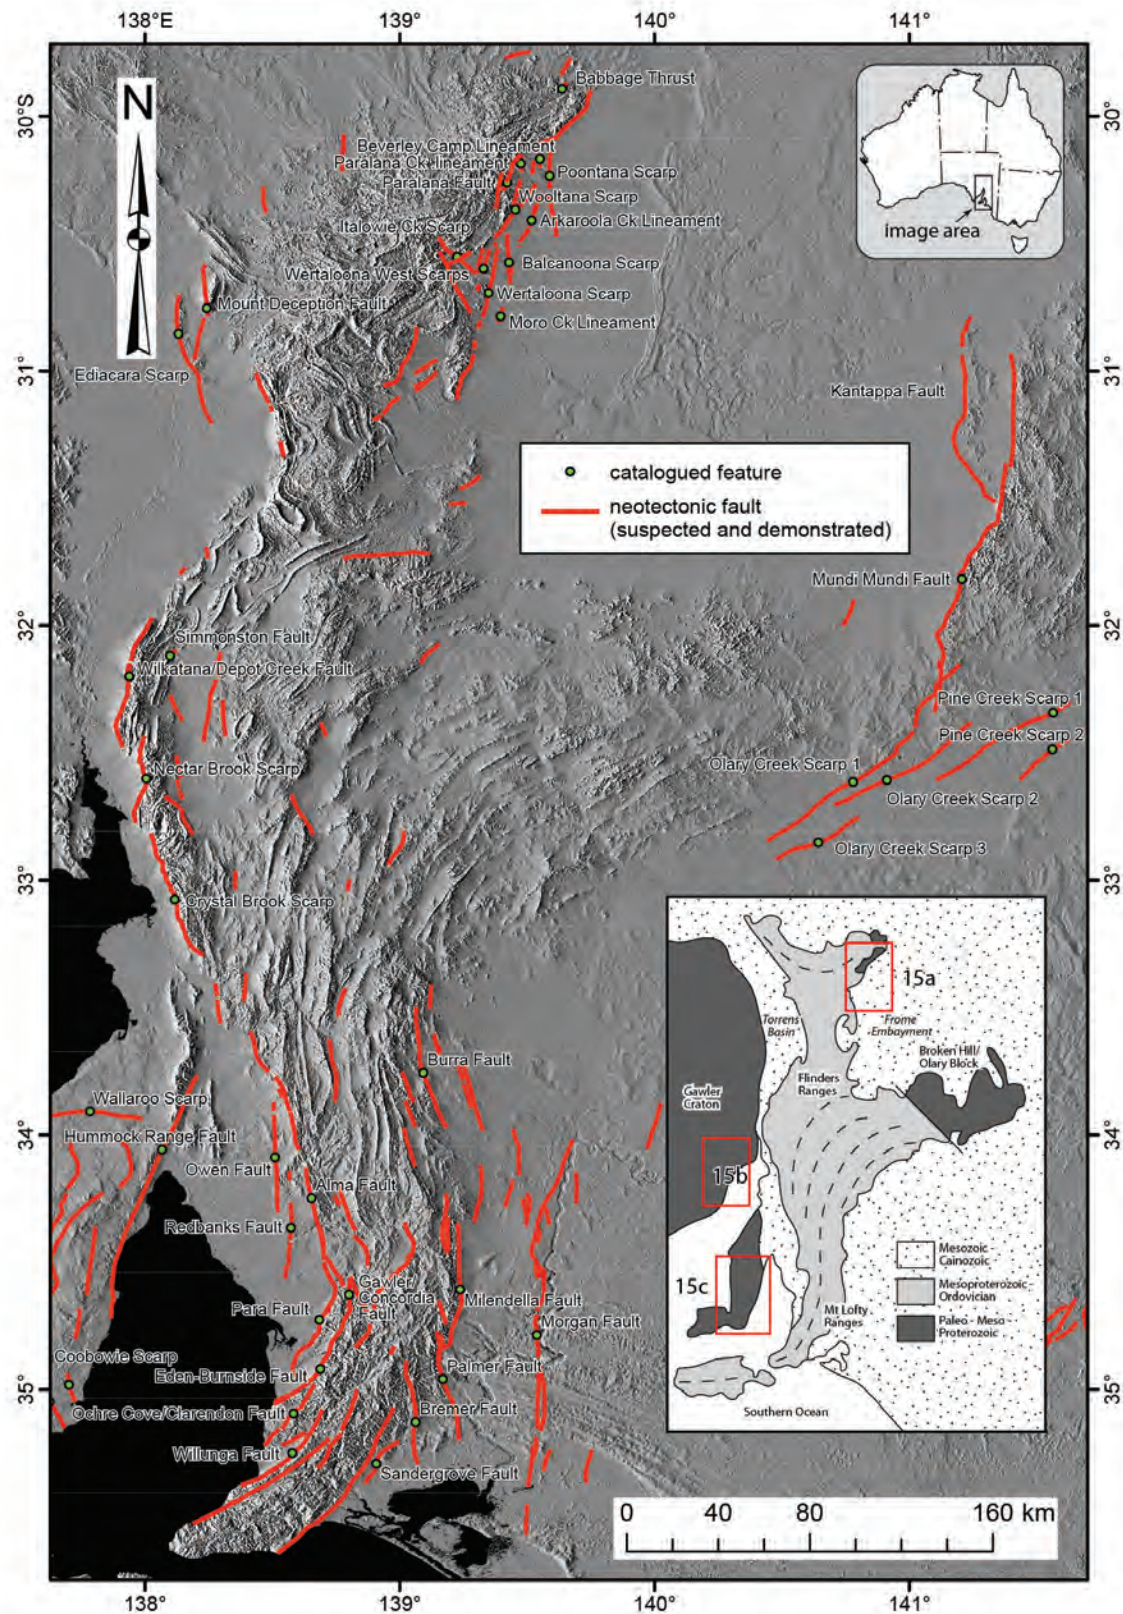 138°E
139°
140°
141°
N
30°S
30°
31°
31°
32°
32°
33°
33°
34°
34°
35°
35°
Babbage Thrust
Beverley Camp Lineament
Paralana Ck lineament
Poontana Scarp
Paralana Fault
Wooltana Scarp
Arkaroola Ck Lineament
Italowie Ck Scarp
Balcanoona Scarp
Wertaloona West Scarps
Wertaloona Scarp
Mount Deception Fault
Moro Ck Lineament
Ediacara Scarp
image area
Kantappa Fault
catalogued feature
neotectonic fault
(suspected and demonstrated)
Mundi Mundi Fault
Simmonston Fault
Wilkatana/Depot Creek Fault
Pine Creek Scarp 1
Pine Creek Scarp 2
Nectar Brook Scarp
Olary Creek Scarp 1
Olary Creek Scarp 2
Olary Creek Scarp 3
Crystal Brook Scarp
Burra Fault
Wallaroo Scarp
Hummock Range Fault
Owen Fault
Alma Fault
Redbanks Fault
Gawler
Concordia
Fault
Para Fault
Milendella Fault
Morgan Fault
Coobowie Scarp
Eden-Burnside Fault
Palmer Fault
Ochre Cove/Clarendon Fault
Bremer Fault
Willunga Fault
Sandergrove Fault
15a
Torrens
Basin
Frome
Embayment
Broken Hill/
Olary Block
Flinders
Ranges
Gawler
Craton
15b
15c
Mesozoic -
Cainozoic
Mesoproterozoic -
Ordovician
Paleo - Meso
Proterozoic
Mt Lofty
Ranges
Southern Ocean
0 40 80 160 km
138°
139°
140°
141°